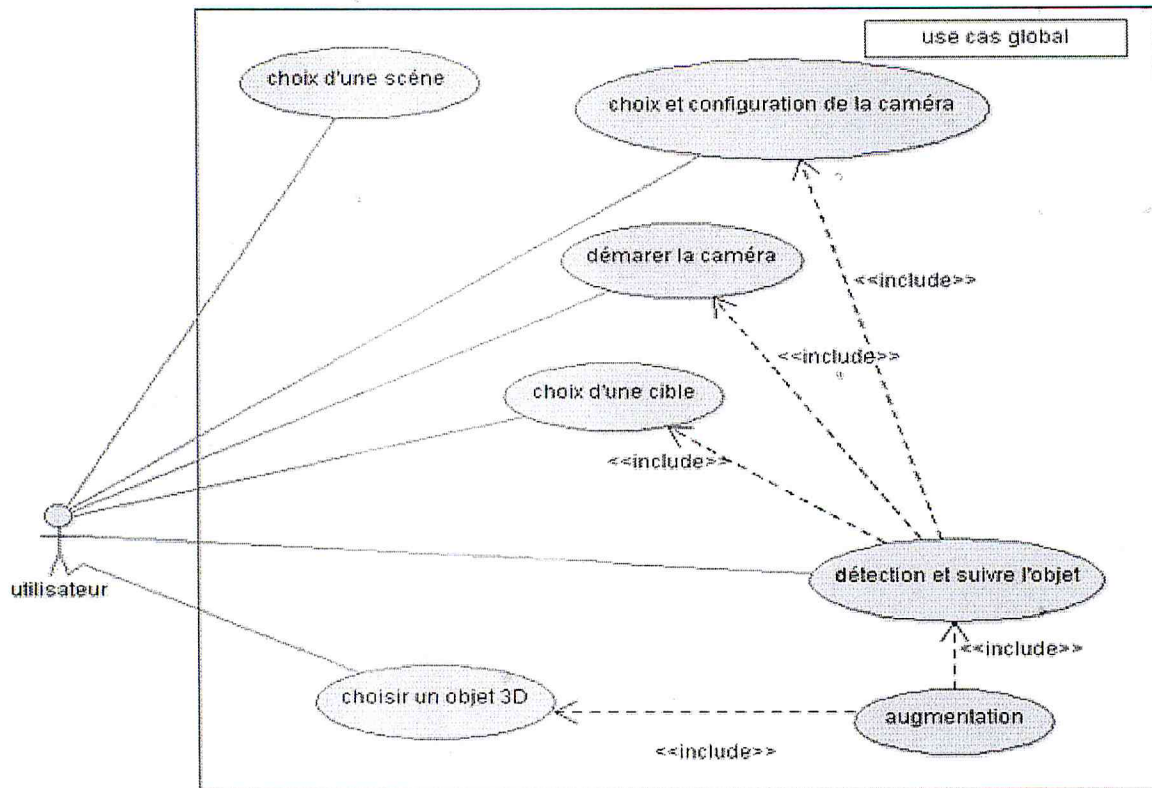 use cas global
choix d'une scéne
choix et configuration de la caméra
démarer la caméra
<<include>>
<<include>>
choix d'une cible
<<include>>
utilisateur
détection et suivre l'objet
<<include>>
choisir un objet 3D
augmentation
<<include>>